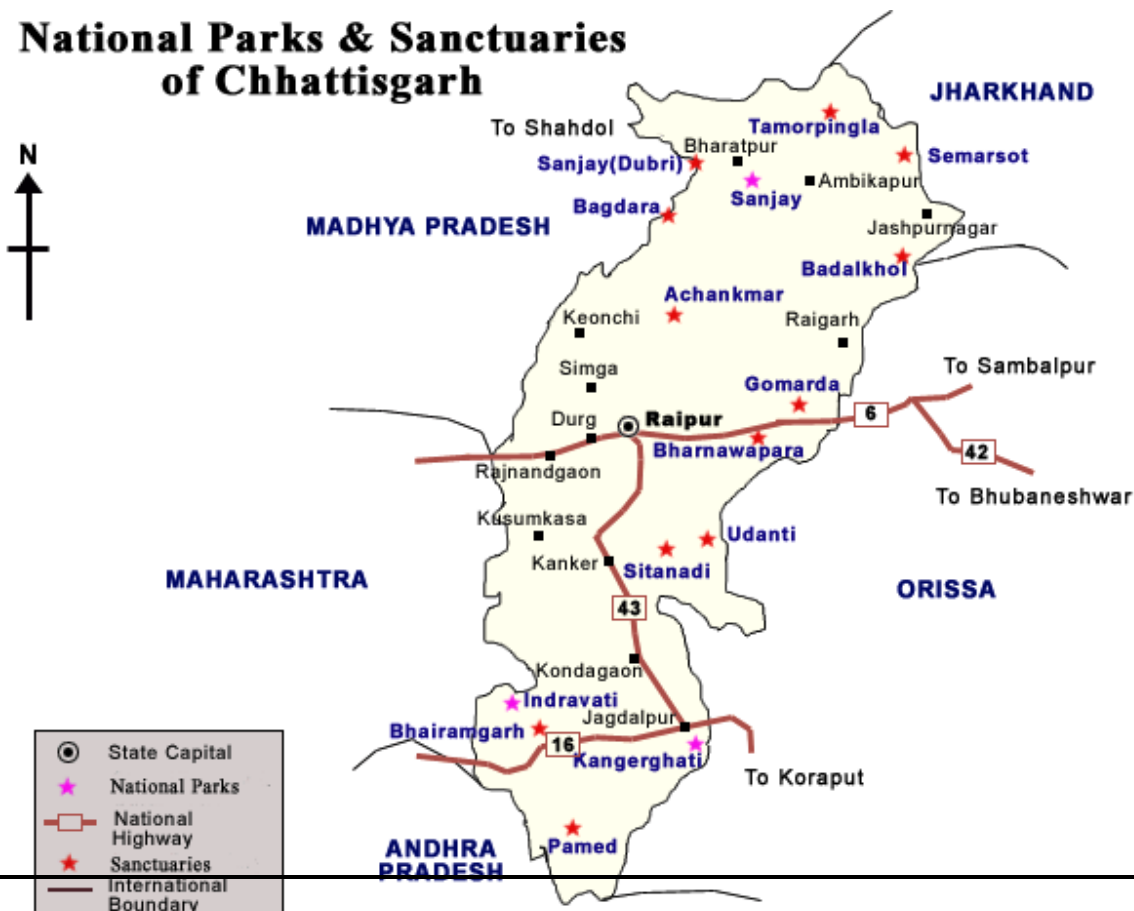 National Parks & Sanctuaries
of Chhattisgarh
JHARKHAND
To Shahdol
Tamorpingla
N
Bharatpur
Sanjay(Dubri)
Semarsot
Ambikapur
Sanjay
Bagdara
MADHYA PRADESH
Jashpurnagar
Badalkhol
Achankmar
Keonchi
Raigarh
Simga
To Sambalpur
Gomarda
Durg
Raipur
6
Bharnawapara
42
Rajnandgaon
To Bhubaneshwar
Kusumkasa
Udanti
Kanker
Sitanadi
MAHARASHTRA
ORISSA
43
Kondagaon
Indravati
Jagdalpur
Bhairamgarh
16
Kangerghati
To Koraput
State Capital
National Parks
National
Highway
Sanctuaries
International
Boundary
Pamed
ANDHRA
PRADESH